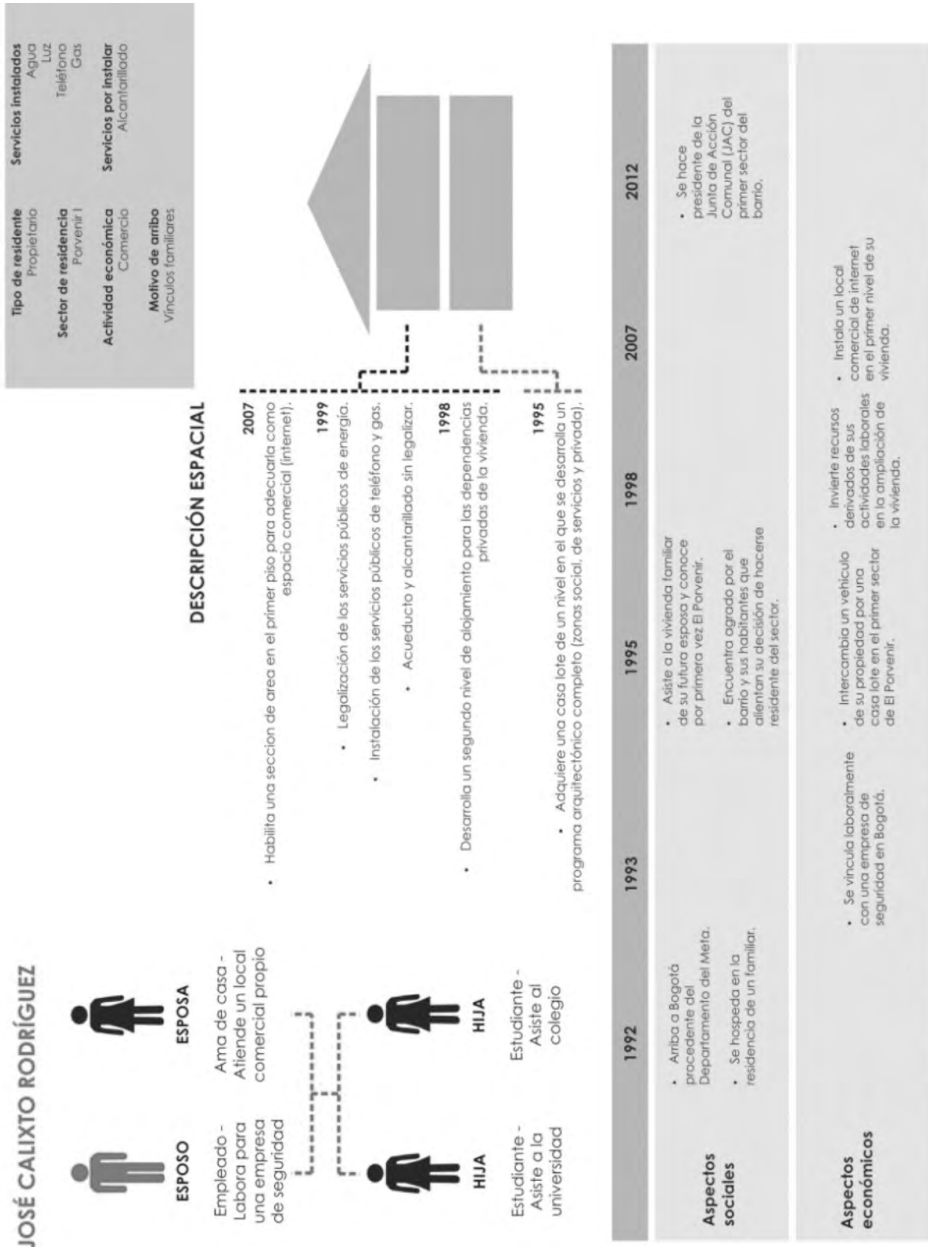 JOSÉ CALIXTO RODRÍGUEZ
ESPOSO
Empleado -
Labora para
una empresa
de seguridad
ESPOSA
Ama de casa -
Atiende un local
comercial propio
HIJA
Estudiante -
Asiste a la
universidad
HIJA
Estudiante -
Asiste al
colegio
Tipo de residente
Propietario
Sector de residencia
Porvenir I
Actividad económica
Comercio
Motivo de arribo
Vínculos familiares
Servicios instalados
Agua
Luz
Teléfono
Gas
Servicios por instalar
Alcantarillado
DESCRIPCIÓN ESPACIAL
2007
• Habilita una seccion de area en el primer piso para adecuarla como
espacio comercial (internet).
1999
• Legalización de los servicios públicos de energía.
• Instalación de los servicios públicos de teléfono y gas.
• Acueducto y alcantarillado sin legalizar.
1998
• Desarrolla un segundo nivel de alojamiento para las dependencias
privadas de la vivienda.
1995
• Adquiere una casa lote de un nivel en el que se desarrolla un
programa arquitectónico completo (zonas social, de servicios y privada).
1992
1993
1995
1998
2007
2012
Aspectos
sociales
• Arriba a Bogotá
procedente del
Departamento del Meta.
• Se hospeda en la
residencia de un familiar.
• Asiste a la vivienda familiar
de su futura esposa y conoce
por primera vez El Porvenir.
• Encuentra agrado por el
barrio y sus habitantes que
alientan su decisión de hacerse
residente del sector.
• Se hace
presidente de la
Junta de Acción
Comunal (JAC) del
primer sector del
barrio.
Aspectos
económicos
• Se vincula laboralmente
con una empresa de
seguridad en Bogotá.
• Intercambia un vehículo
de su propiedad por una
casa lote en el primer sector
de El Porvenir.
• Invierte recursos
derivados de sus
actividades laborales
en la ampliación de
la vivienda.
• Instala un local
comercial de internet
en el primer nivel de su
vivienda.